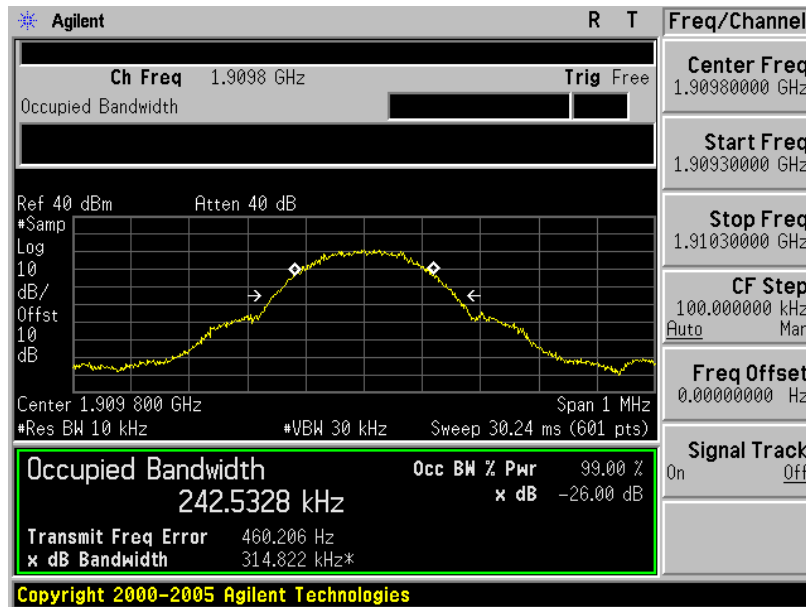 Agilent R T Freq/Channel
Ch Freq 1.9098 GHz Trig Free
Occupied Bandwidth
Center Freq
1.90980000 GHz
Start Freq
1.90930000 GHz
Stop Freq
1.91030000 GHz
CF Step
100.000000 kHz
Auto Man
Freq Offset
0.00000000 Hz
Signal Track
On Off
Ref 40 dBm Atten 40 dB
#Samp
Log
10
dB/
Offst
10
dB
Center 1.909 800 GHz Span 1 MHz
#Res BW 10 kHz #VBW 30 kHz Sweep 30.24 ms (601 pts)
Occupied Bandwidth
242.5328 kHz
Occ BW % Pwr 99.00 %
x dB -26.00 dB
Transmit Freq Error 460.206 Hz
x dB Bandwidth 314.822 kHz*
Copyright 2000-2005 Agilent Technologies